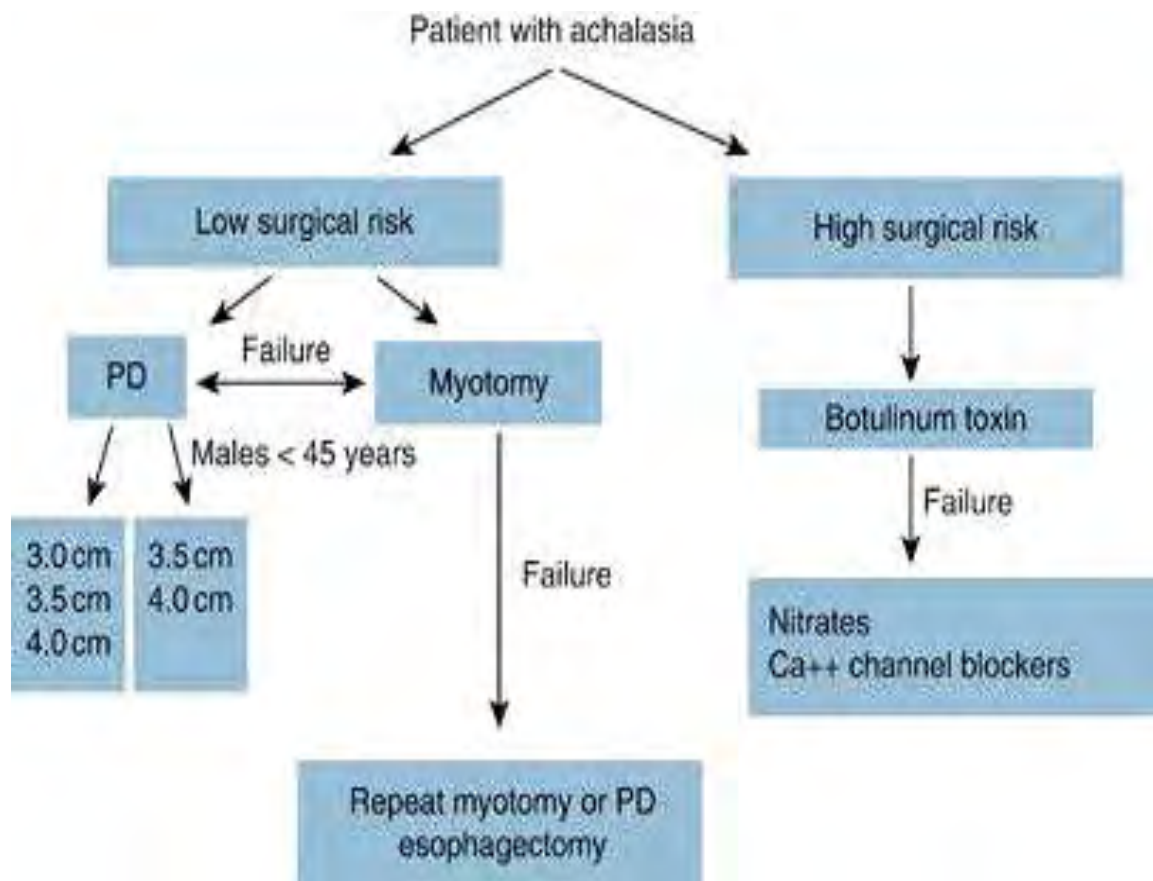 Patient with achalasia
Low surgical risk
High surgical risk
PD
Failure
Myotomy
Botulinum toxin
Males < 45 years
Failure
3.0 cm
3.5 cm
4.0 cm
3.5 cm
4.0 cm
Failure
Nitrates
Ca++ channel blockers
Repeat myotomy or PD
esophagectomy